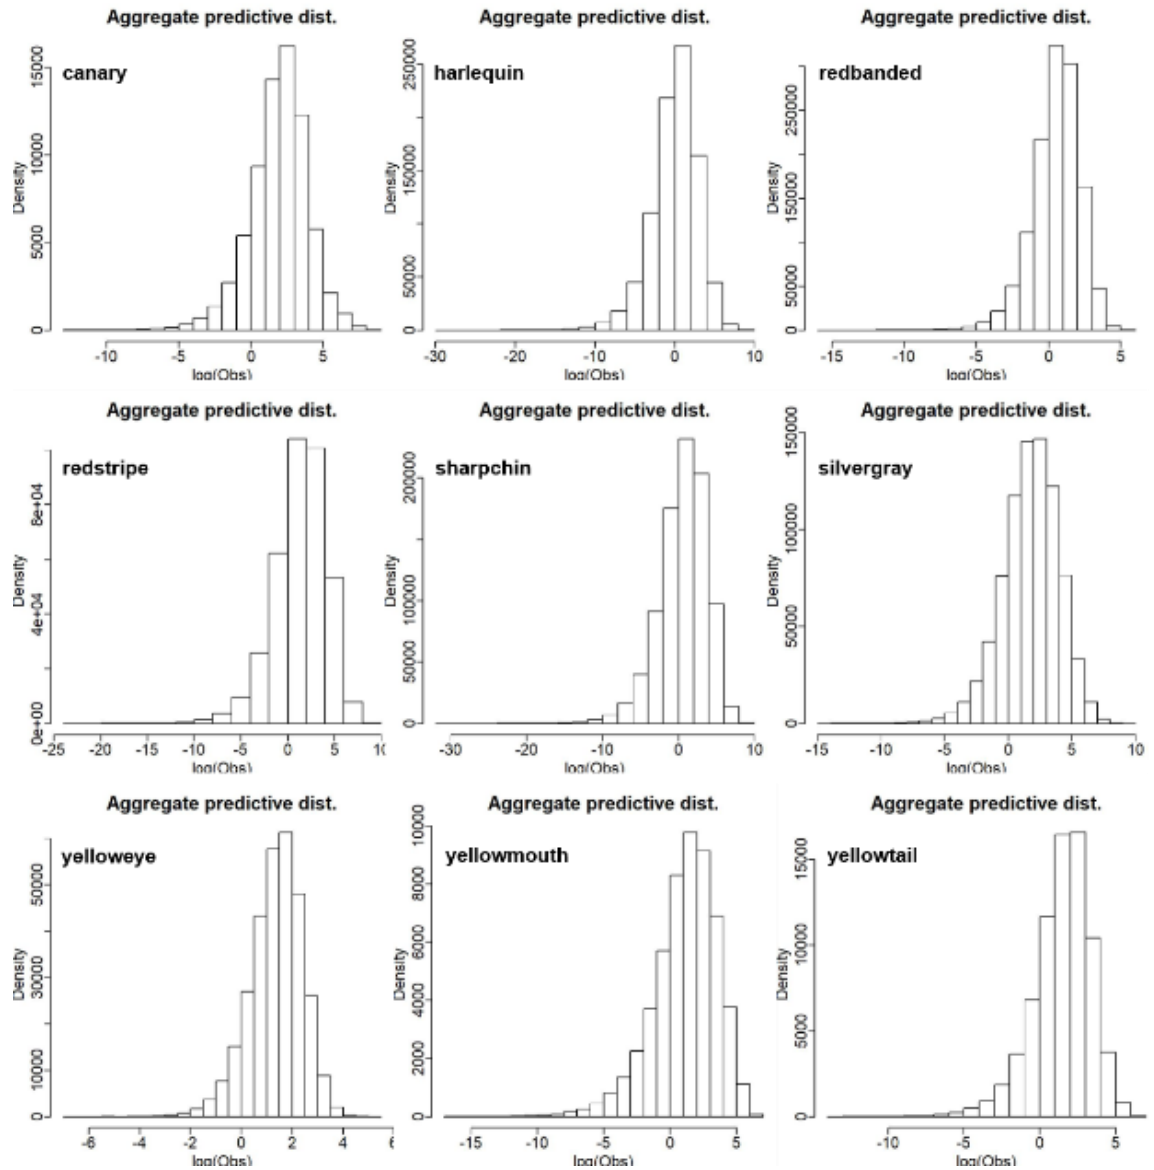 Aggregate predictive dist.
canary
Density
0
5000
10000
15000
-10
-5
0
5
log(Obs)
Aggregate predictive dist.
harlequin
Density
0
50000
150000
250000
-30
-20
-10
0
10
log(Obs)
Aggregate predictive dist.
redbanded
Density
0
50000
150000
250000
-15
-10
-5
0
5
log(Obs)
Aggregate predictive dist.
redstripe
Density
0e+00
4e+04
8e+04
-25
-20
-15
-10
-5
0
5
10
log(Obs)
Aggregate predictive dist.
sharpchin
Density
0
50000
100000
200000
-30
-20
-10
0
10
log(Obs)
Aggregate predictive dist.
silvergray
Density
0
50000
100000
150000
-15
-10
-5
0
5
10
log(Obs)
Aggregate predictive dist.
yelloweye
Density
0
10000
30000
50000
-6
-4
-2
0
2
4
6
log(Obs)
Aggregate predictive dist.
yellowmouth
Density
0
2000
4000
6000
8000
10000
-15
-10
-5
0
5
log(Obs)
Aggregate predictive dist.
yellowtail
Density
0
5000
10000
15000
-10
-5
0
5
log(Obs)